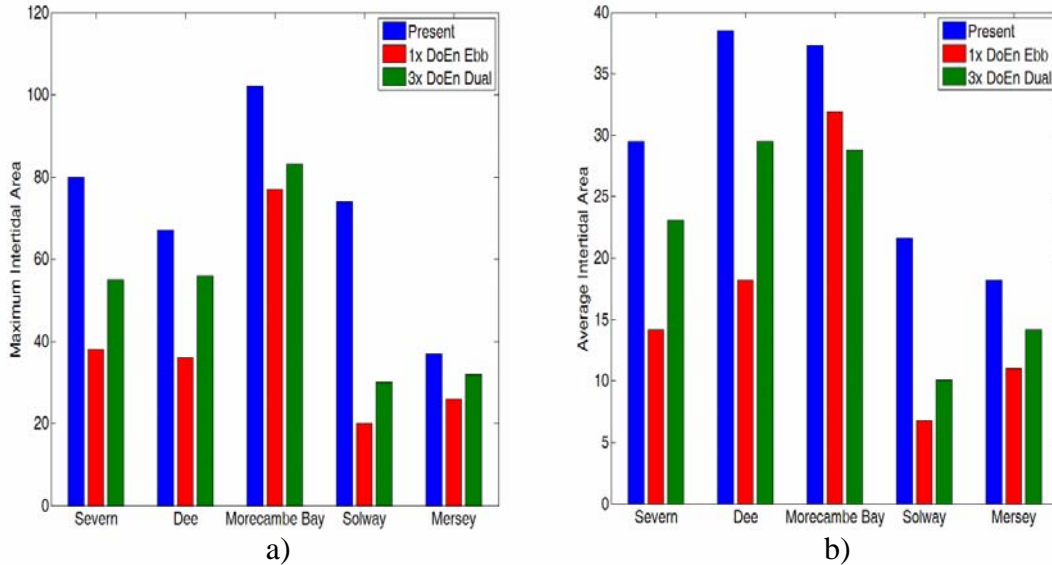 120
100
80
60
40
20
0
Maximum Intertidal Area
Present
1x DoEn Ebb
3x DoEn Dual
Severn Dee Morecambe Bay Solway Mersey
a)
40
35
30
25
20
15
10
5
0
Average Intertidal Area
Present
1x DoEn Ebb
3x DoEn Dual
Severn Dee Morecambe Bay Solway Mersey
b)